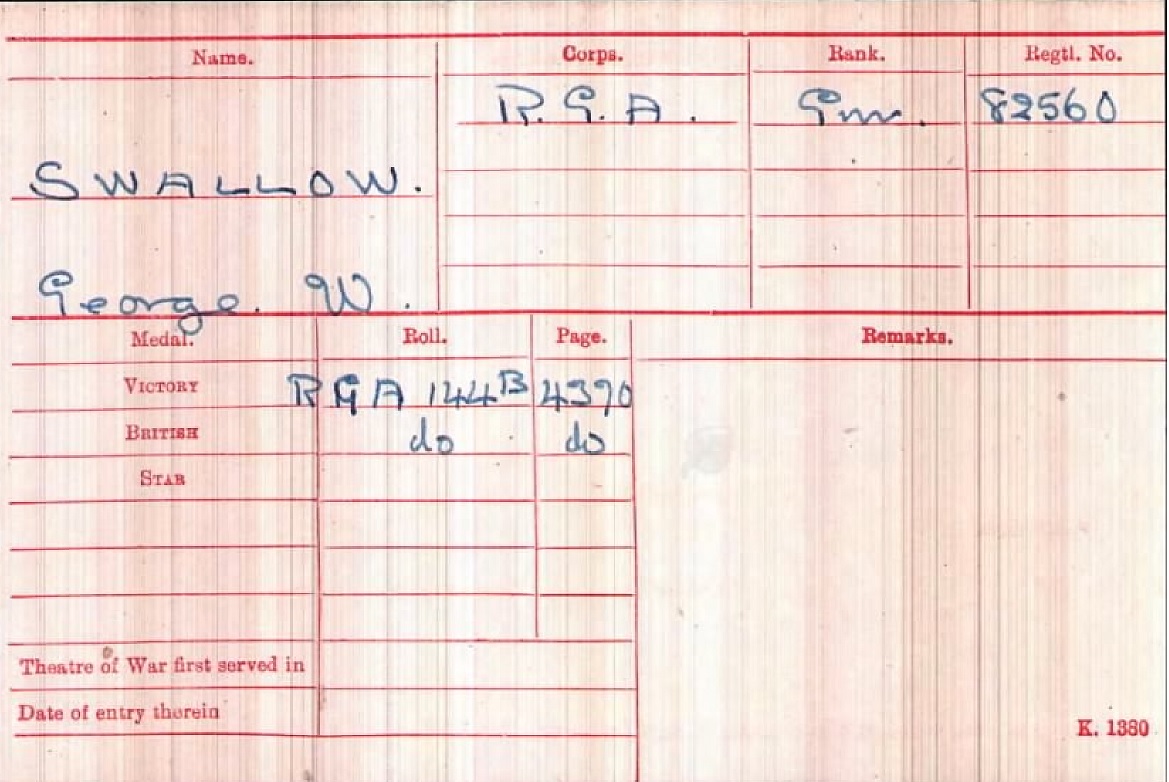 Name. Corps. Rank. Regtl. No.
R.G.A. Gnr. 82560
SWALLOW.
George. W.
Medal. Roll. Page. Remarks.
VICTORY RGA 144B 4390
BRITISH do do
STAR
Theatre of War first served in
Date of entry therein
K. 1380